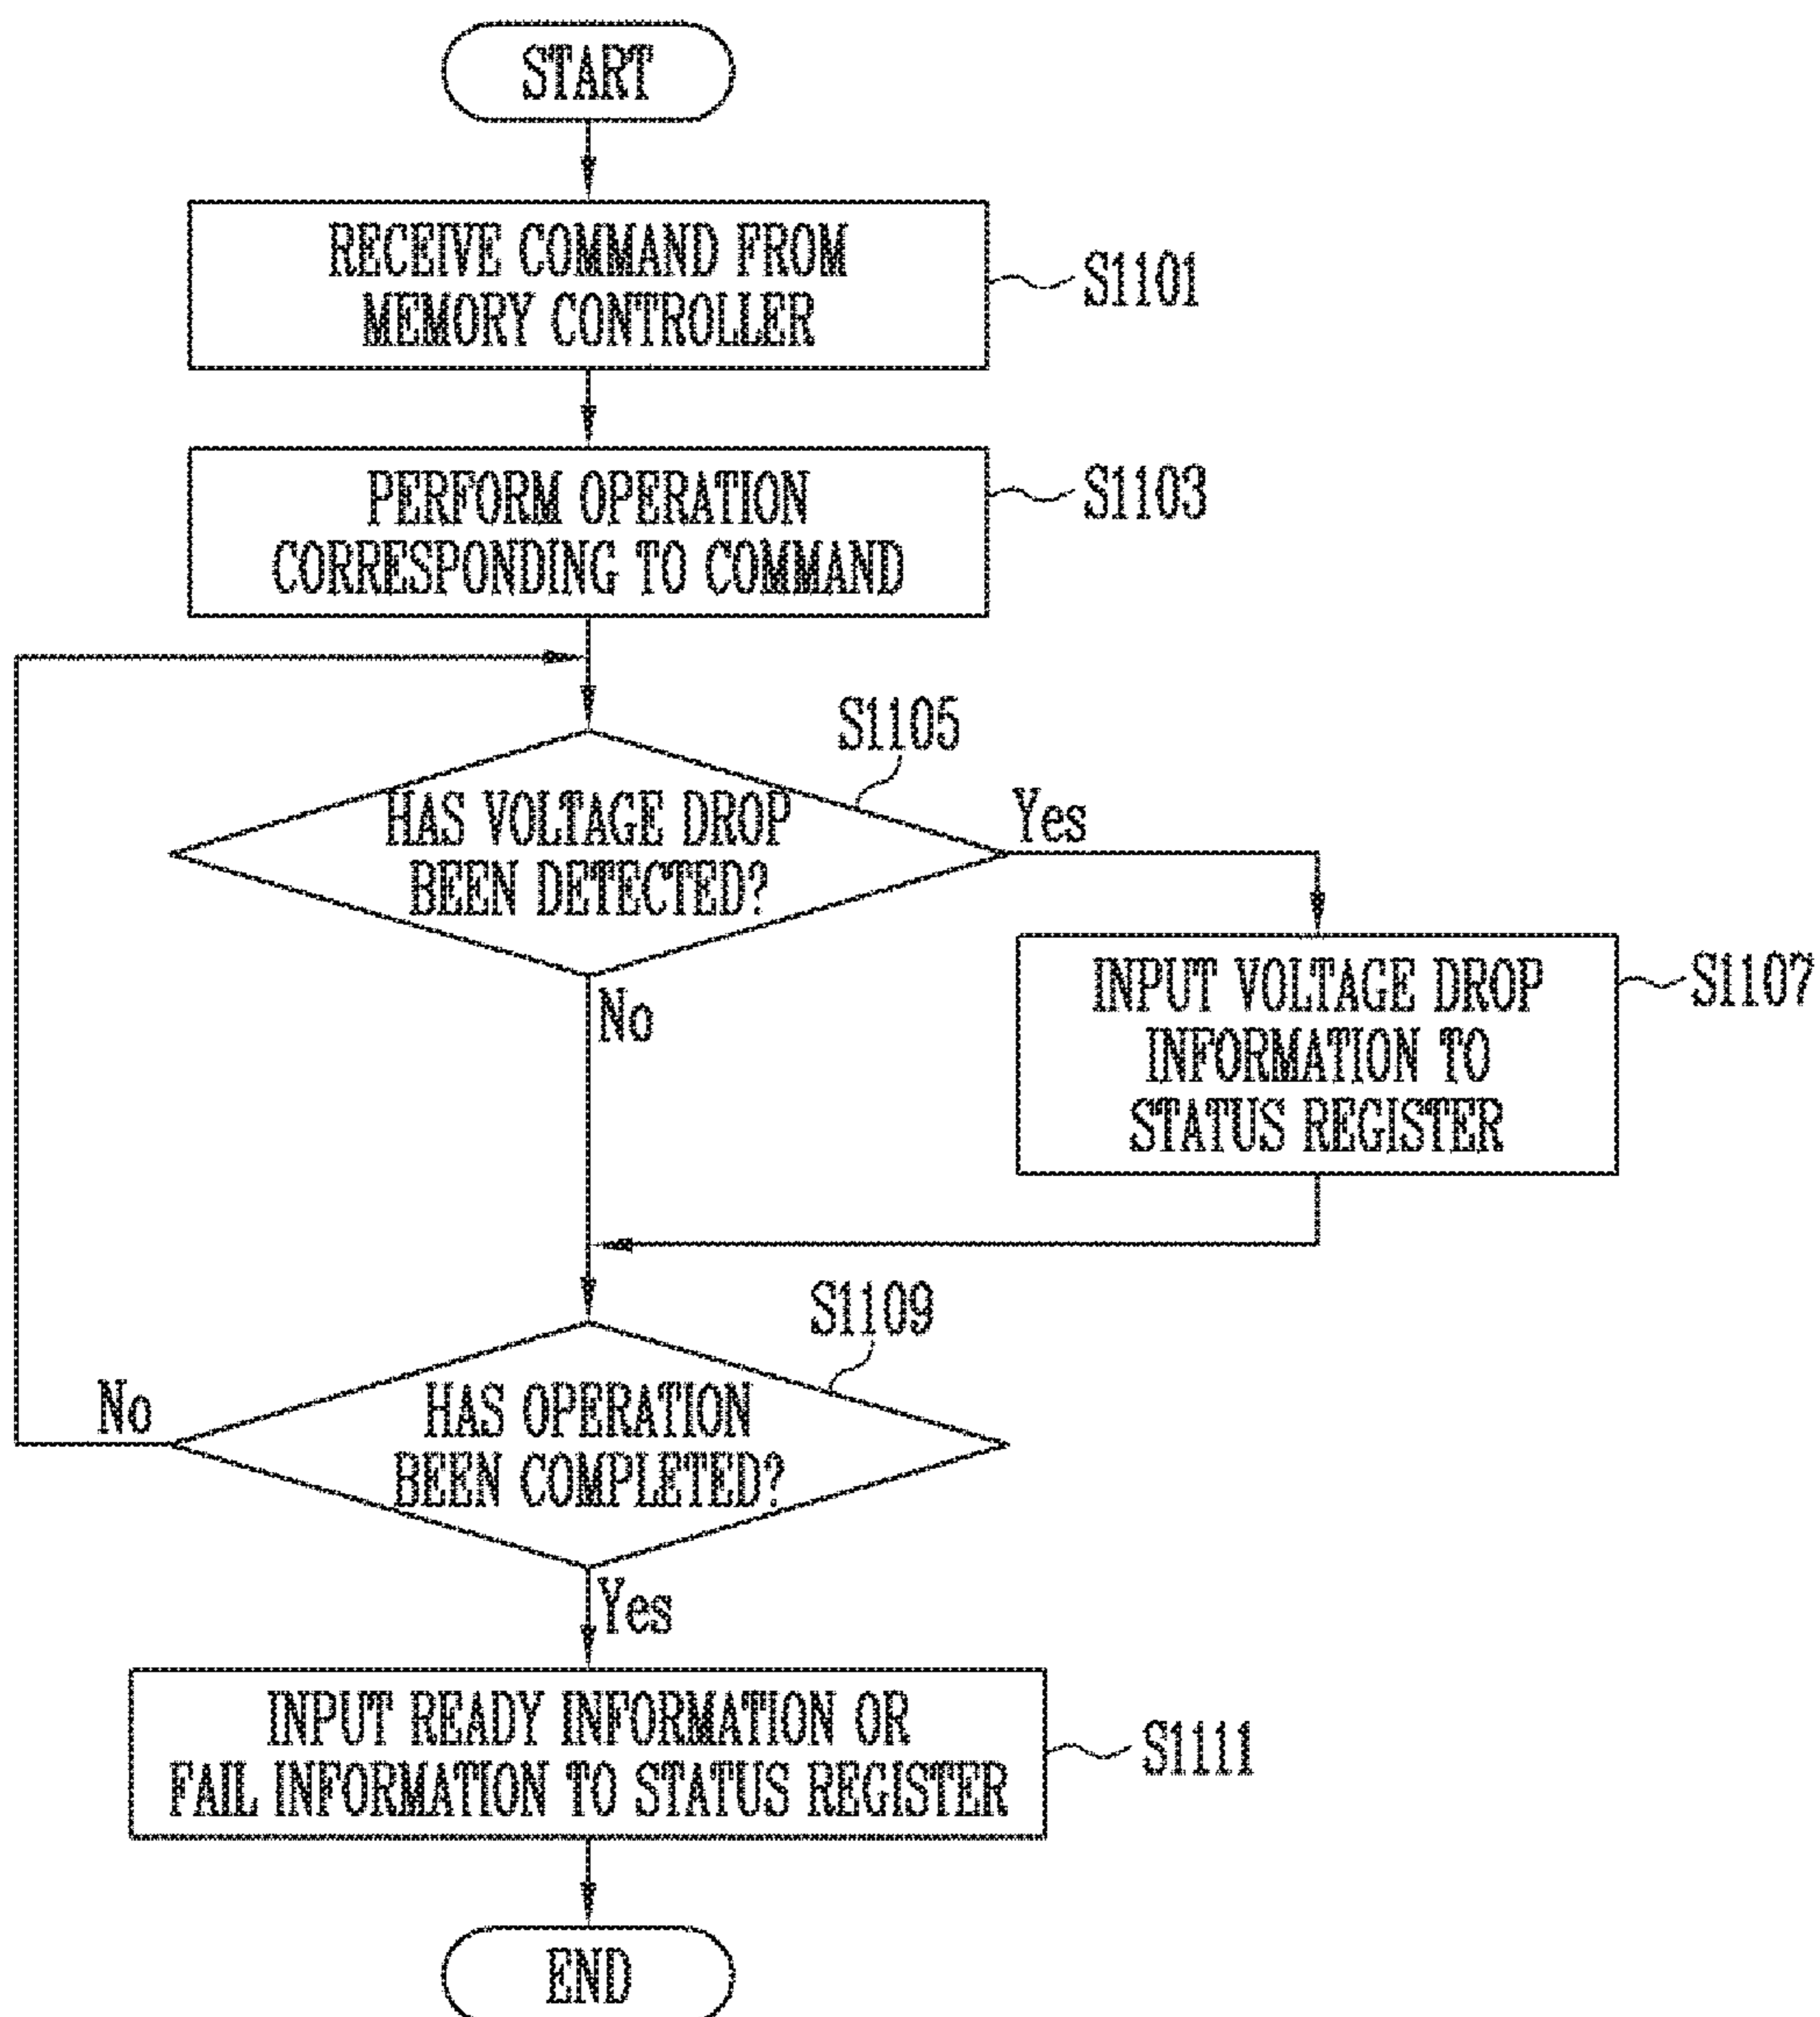 START
RECEIVE COMMAND FROM
MEMORY CONTROLLER
S1101
PERFORM OPERATION
CORRESPONDING TO COMMAND
S1103
S1105
HAS VOLTAGE DROP
BEEN DETECTED?
Yes
No
INPUT VOLTAGE DROP
INFORMATION TO
STATUS REGISTER
S1107
S1109
HAS OPERATION
BEEN COMPLETED?
No
Yes
INPUT READY INFORMATION OR
FAIL INFORMATION TO STATUS REGISTER
S1111
END